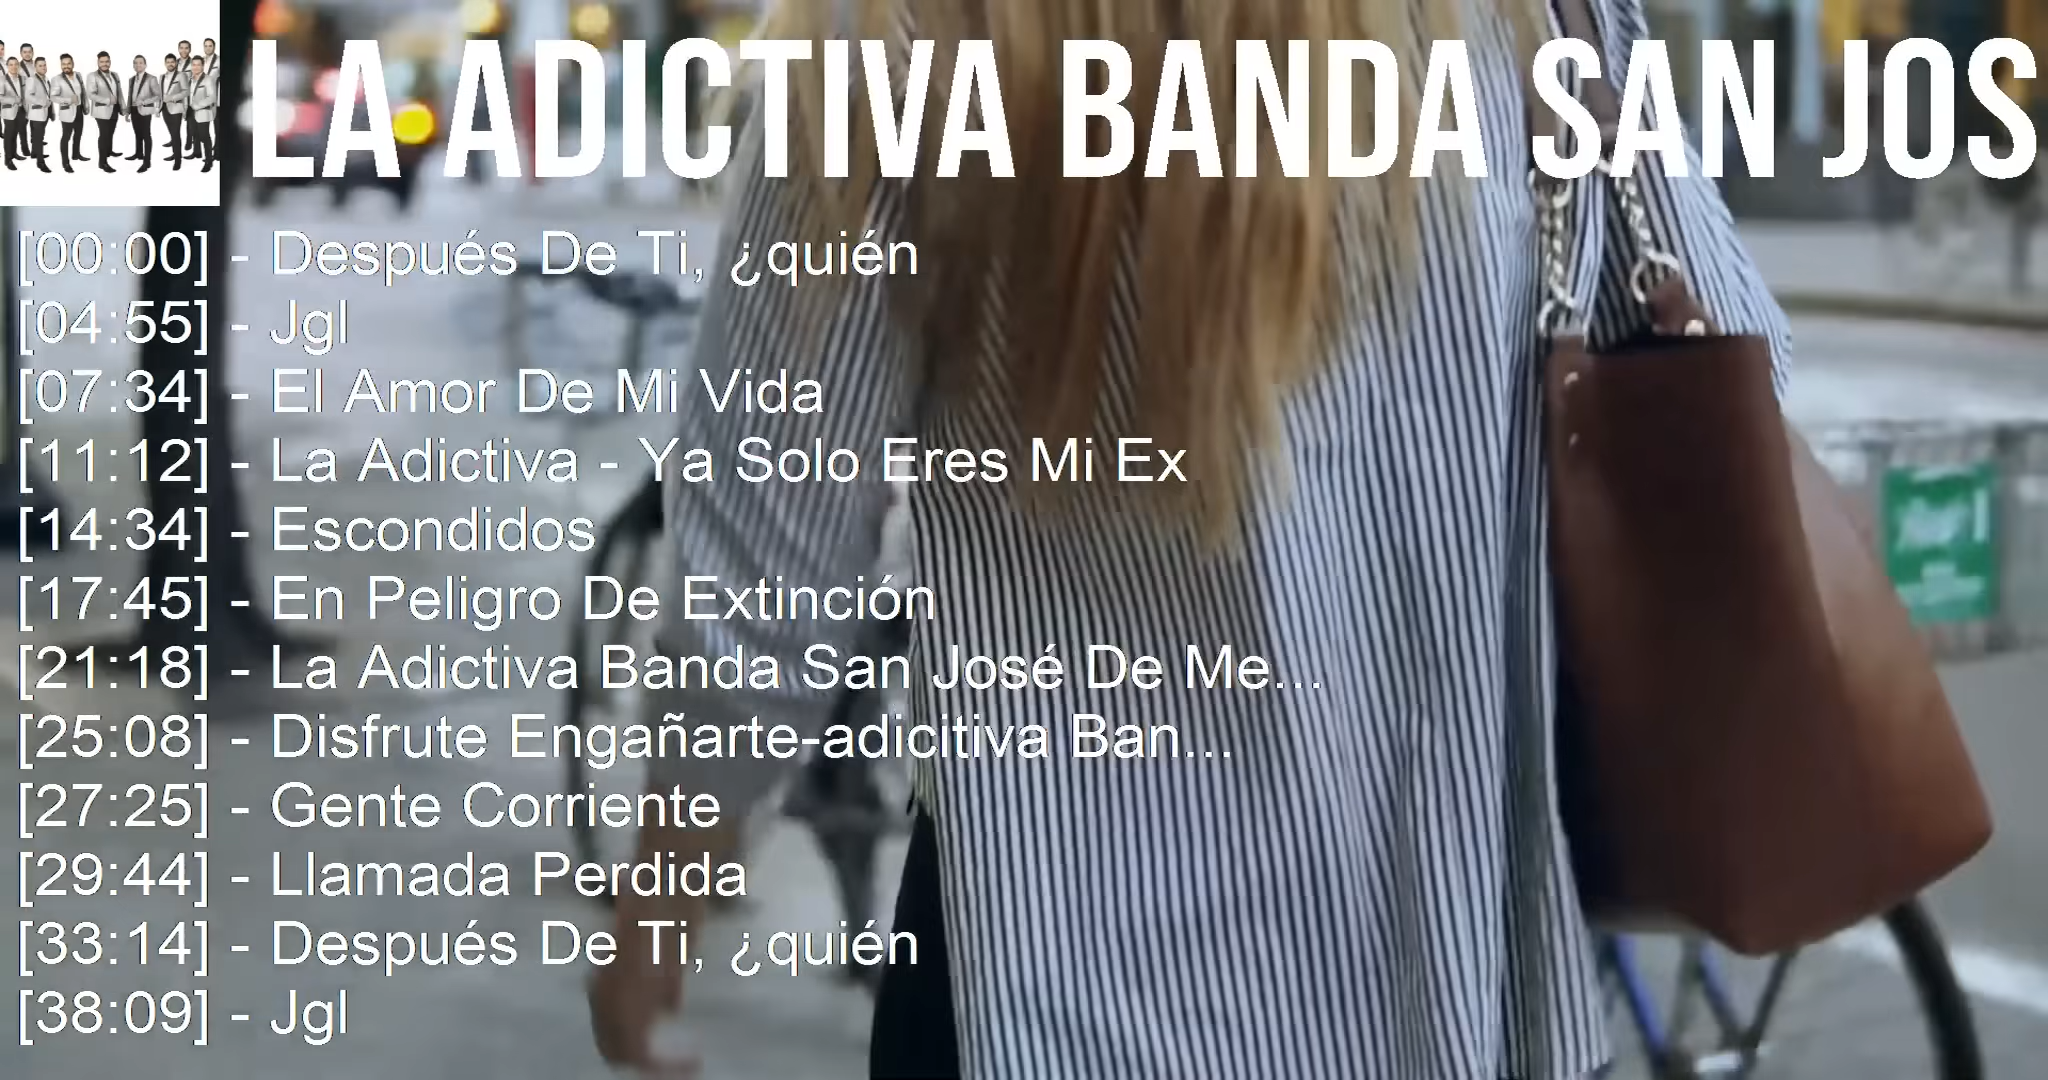 LA ADICTIVA BANDA SAN JOS
[00:00] - Después De Ti, ¿quién
[04:55] - Jgl
[07:34] - El Amor De Mi Vida
[11:12] - La Adictiva - Ya Solo Eres Mi Ex
[14:34] - Escondidos
[17:45] - En Peligro De Extinción
[21:18] - La Adictiva Banda San José De Me...
[25:08] - Disfrute Engañarte-adicitiva Ban...
[27:25] - Gente Corriente
[29:44] - Llamada Perdida
[33:14] - Después De Ti, ¿quién
[38:09] - Jgl